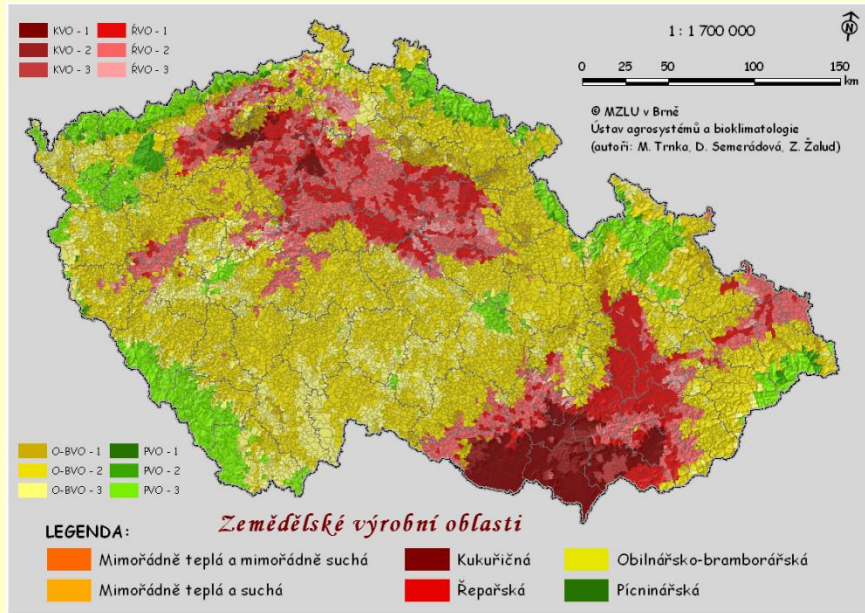 KVO - 1 ŘVO - 1
KVO - 2 ŘVO - 2
KVO - 3 ŘVO - 3
1 : 1 700 000
N
0 25 50 100 150
km
© MZLU v Brně
Ústav agrosystémů a bioklimatologie
(autoři: M. Trnka, D. Semerádová, Z. Žalud)
O-BVO - 1 PVO - 1
O-BVO - 2 PVO - 2
O-BVO - 3 PVO - 3
Zemědělské výrobní oblasti
LEGENDA:
Mimořádně teplá a mimořádně suchá Kukuřičná Obilnářsko-bramborářská
Mimořádně teplá a suchá Řepařská Pícninářská